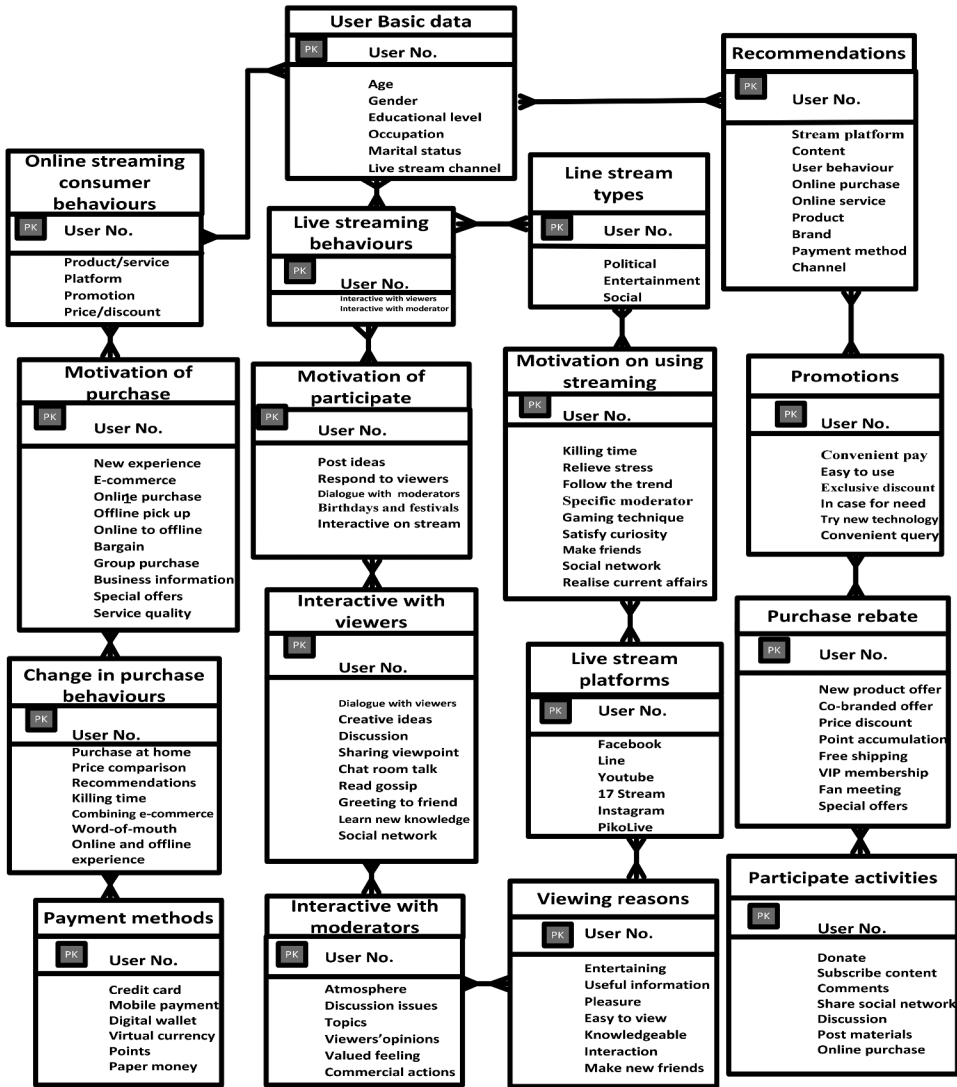 User Basic data
PK
User No.
Age
Gender
Educational level
Occupation
Marital status
Live stream channel
Recommendations
PK
User No.
Stream platform
Content
User behaviour
Online purchase
Online service
Product
Brand
Payment method
Channel
Online streaming
consumer
behaviours
PK
User No.
Product/service
Platform
Promotion
Price/discount
Live streaming
behaviours
PK
User No.
Interactive with viewers
Interactive with moderator
Line stream
types
PK
User No.
Political
Entertainment
Social
Motivation of
purchase
PK
User No.
New experience
E-commerce
Online purchase
Offline pick up
Online to offline
Bargain
Group purchase
Business information
Special offers
Service quality
Motivation of
participate
PK
User No.
Post ideas
Respond to viewers
Dialogue with moderators
Birthdays and festivals
Interactive on stream
Motivation on using
streaming
PK
User No.
Killing time
Relieve stress
Follow the trend
Specific moderator
Gaming technique
Satisfy curiosity
Make friends
Social network
Realise current affairs
Promotions
PK
User No.
Convenient pay
Easy to use
Exclusive discount
In case for need
Try new technology
Convenient query
Change in purchase
behaviours
PK
User No.
Purchase at home
Price comparison
Recommendations
Killing time
Combining e-commerce
Word-of-mouth
Online and offline
experience
Interactive with
viewers
PK
User No.
Dialogue with viewers
Creative ideas
Discussion
Sharing viewpoint
Chat room talk
Read gossip
Greeting to friend
Learn new knowledge
Social network
Live stream
platforms
PK
User No.
Facebook
Line
Youtube
17 Stream
Instagram
PikoLive
Purchase rebate
PK
User No.
New product offer
Co-branded offer
Price discount
Point accumulation
Free shipping
VIP membership
Fan meeting
Special offers
Payment methods
PK
User No.
Credit card
Mobile payment
Digital wallet
Virtual currency
Points
Paper money
Interactive with
moderators
PK
User No.
Atmosphere
Discussion issues
Topics
Viewers'opinions
Valued feeling
Commercial actions
Viewing reasons
PK
User No.
Entertaining
Useful information
Pleasure
Easy to view
Knowledgeable
Interaction
Make new friends
Participate activities
PK
User No.
Donate
Subscribe content
Comments
Share social network
Discussion
Post materials
Online purchase